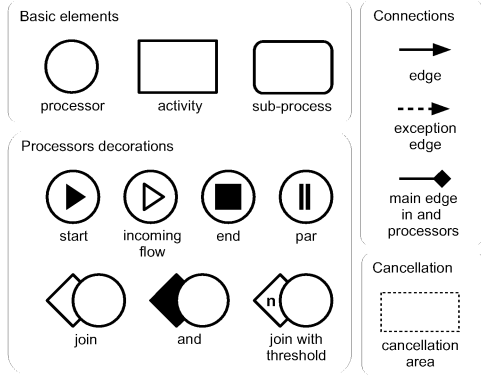 Basic elements
processor
activity
sub-process
Processors decorations
start
incoming
flow
end
par
join
and
n
join with
threshold
Connections
edge
exception
edge
main edge
in and
processors
Cancellation
cancellation
area